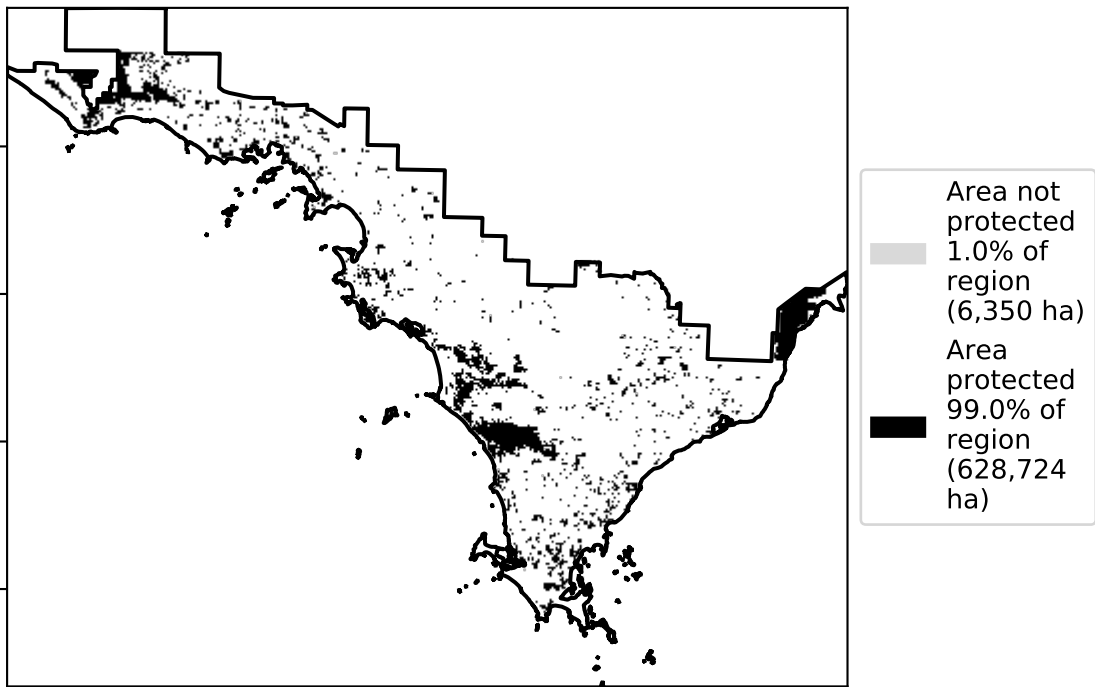 Area not
protected
1.0% of
region
(6,350 ha)
Area
protected
99.0% of
region
(628,724
ha)